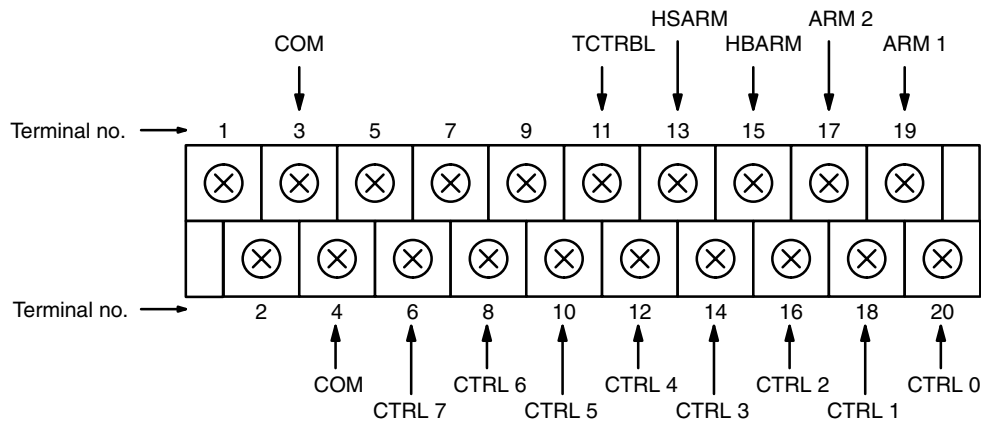 HSARM ARM 2
COM TCTRBL HBARM ARM 1
Terminal no. 1 3 5 7 9 11 13 15 17 19
Terminal no. 2 4 6 8 10 12 14 16 18 20
COM CTRL 6 CTRL 4 CTRL 2 CTRL 0
CTRL 7 CTRL 5 CTRL 3 CTRL 1